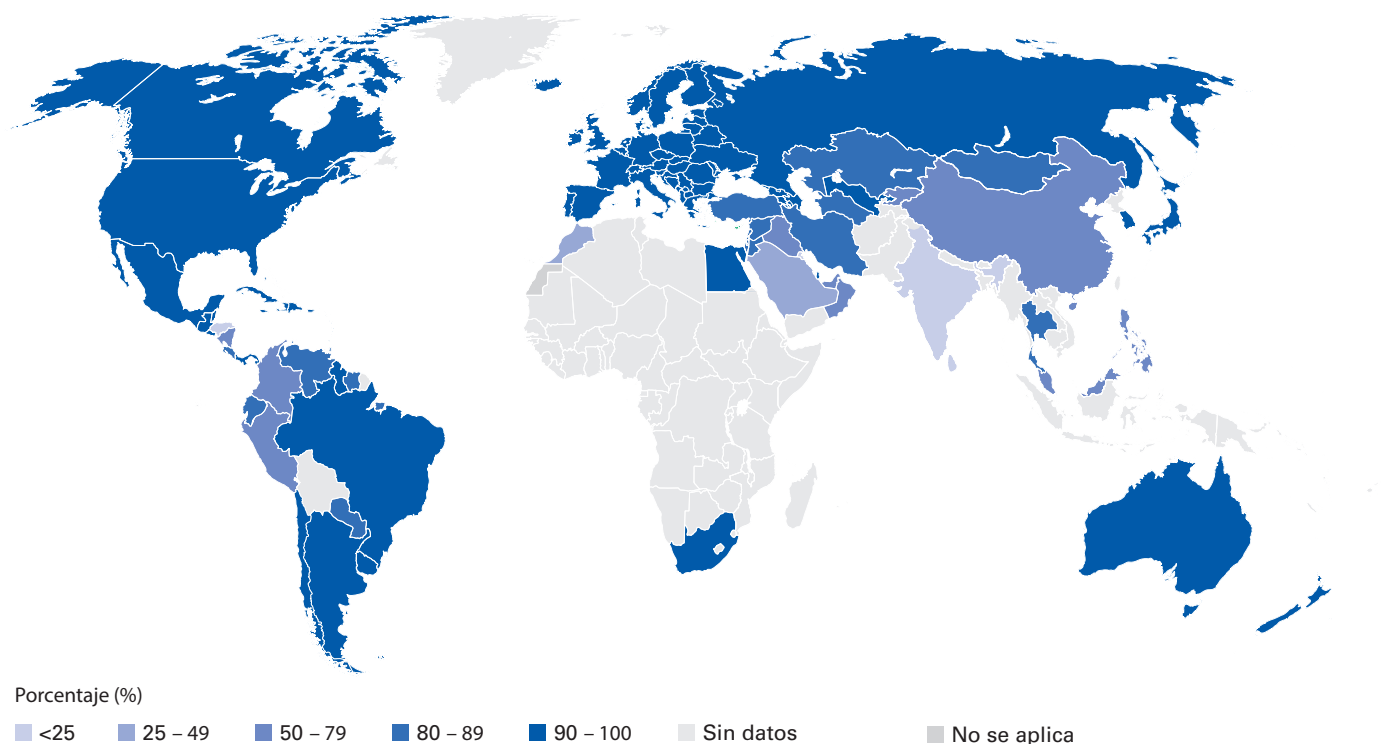 Porcentaje (%)
<25 25 – 49 50 – 79 80 – 89 90 – 100 Sin datos No se aplica